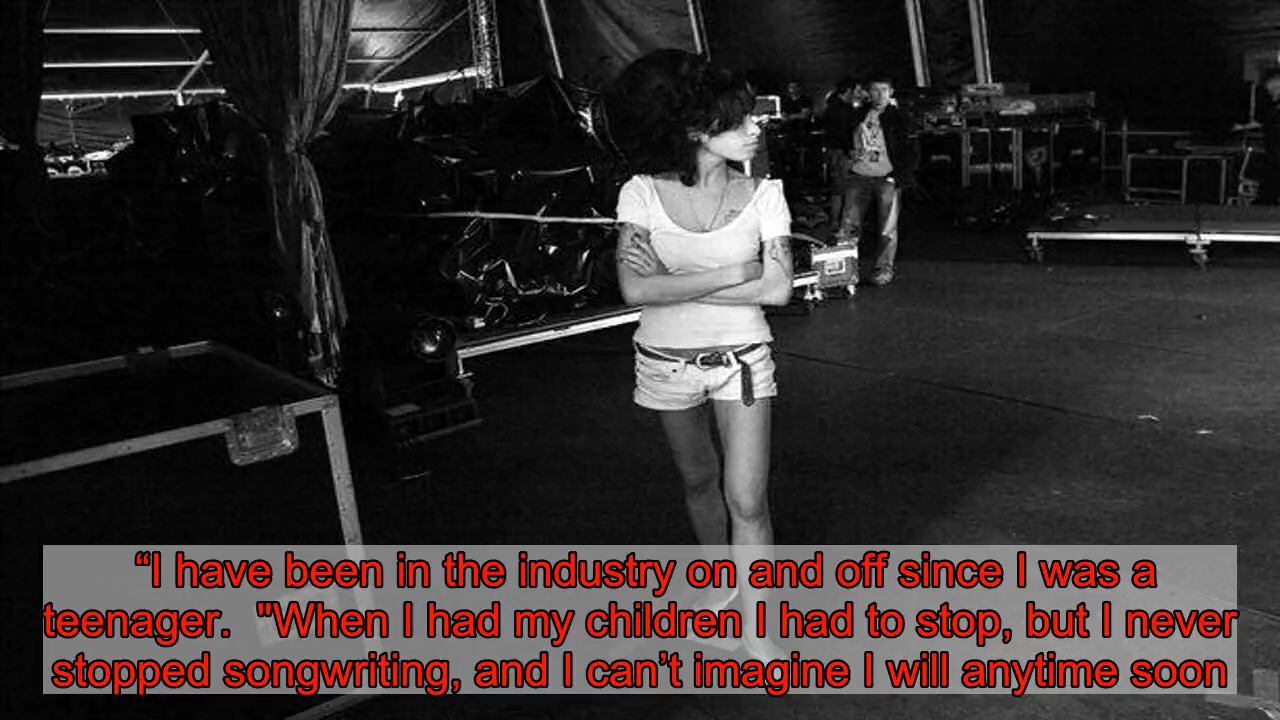 “I have been in the industry on and off since I was a
teenager.  "When I had my children I had to stop, but I never
stopped songwriting, and I can’t imagine I will anytime soon